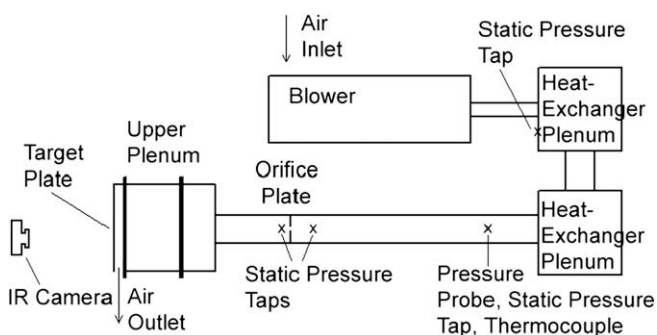 Air
Inlet
Static Pressure
Tap
Blower
Heat-
Exchanger
Plenum
Upper
Plenum
Target
Plate
Orifice
Plate
Heat-
Exchanger
Plenum
IR Camera
Air
Outlet
Static Pressure
Taps
Pressure
Probe, Static Pressure
Tap, Thermocouple